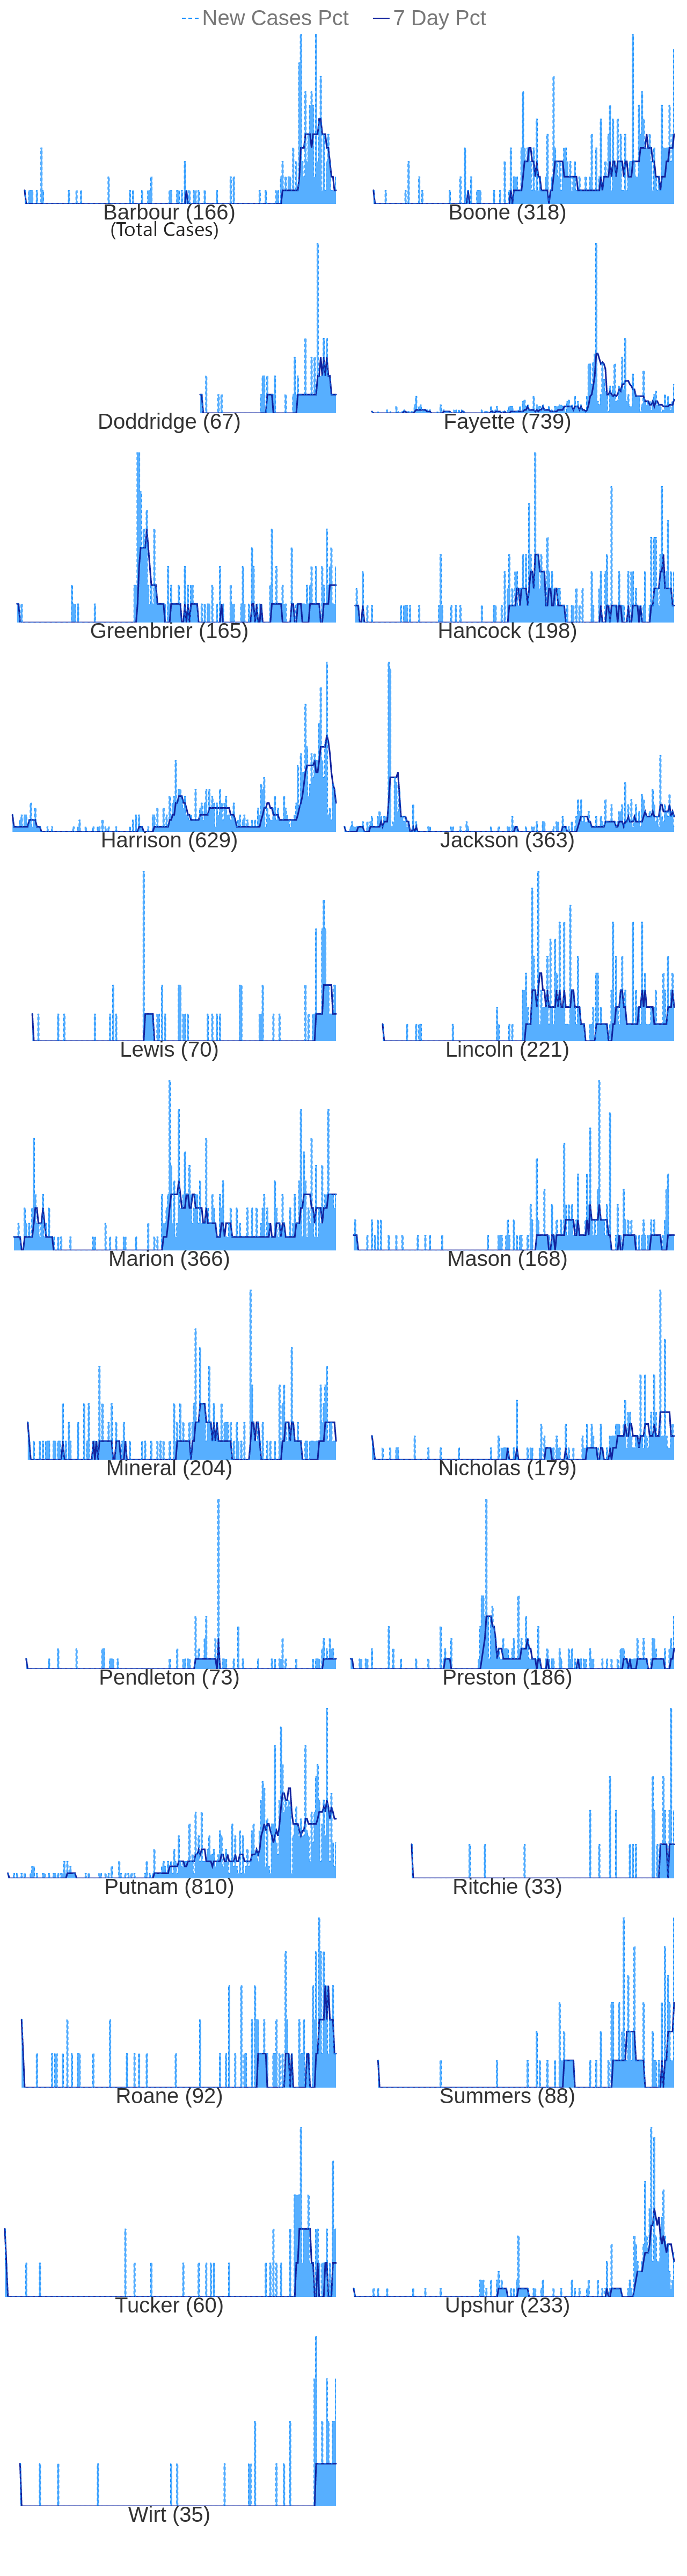 New Cases Pct 7 Day Pct
Barbour (166) Boone (318)
(Total Cases)
Doddridge (67) Fayette (739)
Greenbrier (165) Hancock (198)
Harrison (629) Jackson (363)
Lewis (70) Lincoln (221)
Marion (366) Mason (168)
Mineral (204) Nicholas (179)
Pendleton (73) Preston (186)
Putnam (810) Ritchie (33)
Roane (92) Summers (88)
Tucker (60) Upshur (233)
Wirt (35)